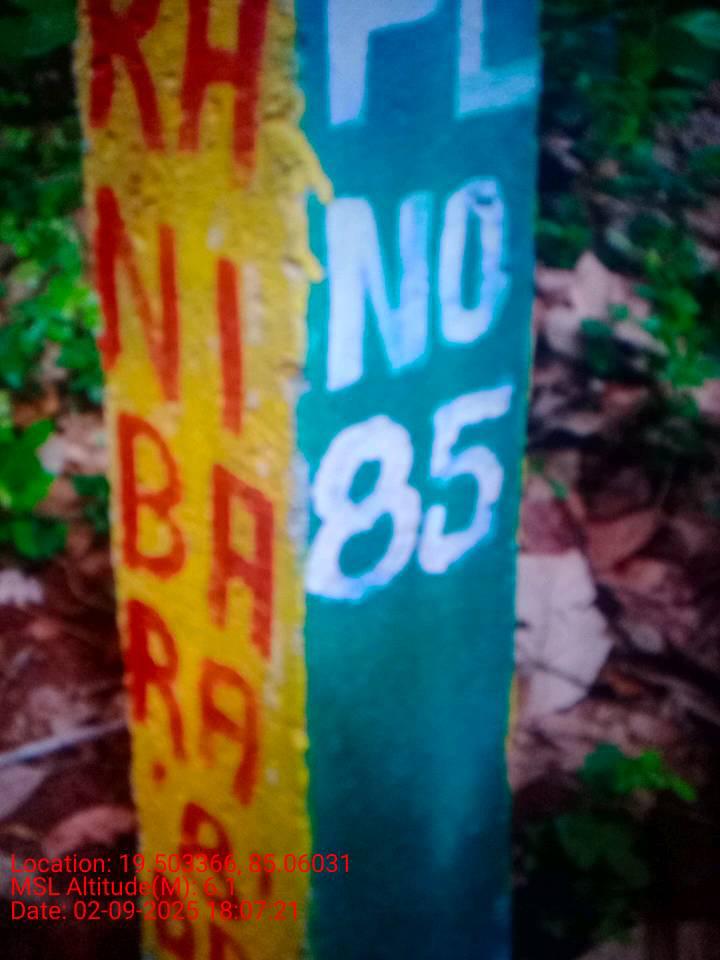 RA
NI
BA
RA
PL
NO
85
Location: 19.503366, 85.06031
MSL Altitude(M): 6.1
Date: 02-09-2025 18:07:21